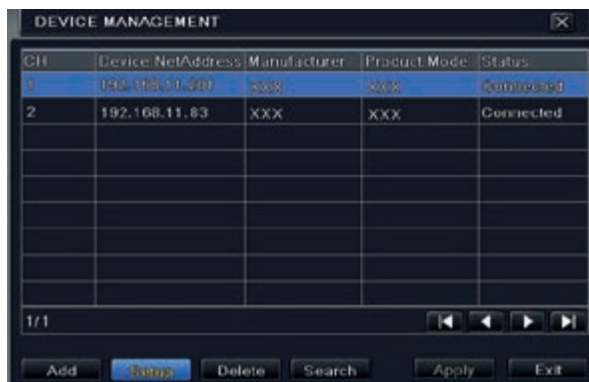 DEVICE MANAGEMENT
CH Device NetAddress Manufacturer Product Mode Status
1 XXX XXX Connected
2 192.168.11.83 XXX XXX Connected
1/1
Add Setup Delete Search Apply Exit